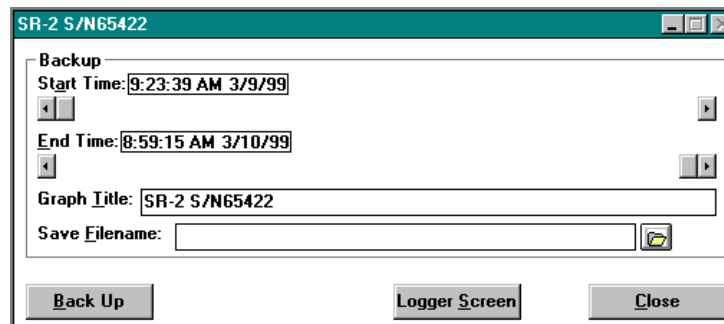 SR-2 S/N65422
Backup
Start Time: 9:23:39 AM 3/9/99
End Time: 8:59:15 AM 3/10/99
Graph Title: SR-2 S/N65422
Save Filename:
Back Up Logger Screen Close